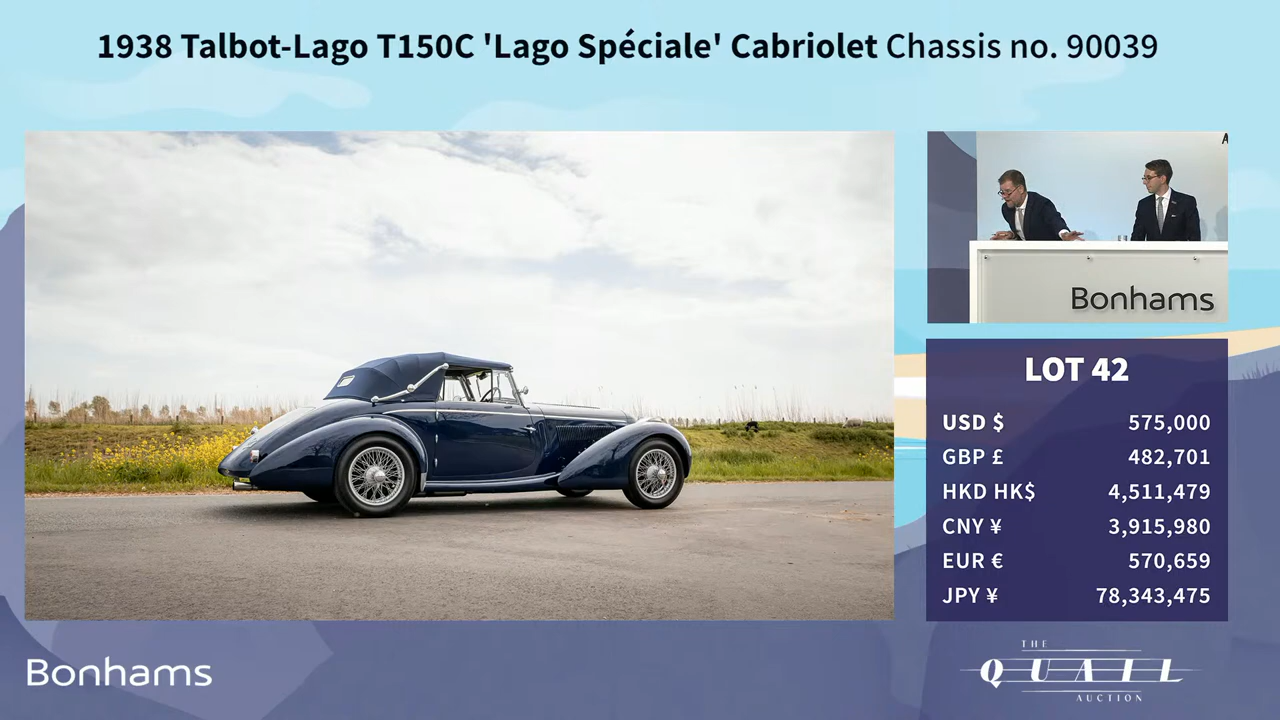 1938 Talbot-Lago T150C 'Lago Spéciale' Cabriolet Chassis no. 90039
A
Bonhams
LOT 42
USD $ 575,000
GBP £ 482,701
HKD HK$ 4,511,479
CNY ¥ 3,915,980
EUR € 570,659
JPY ¥ 78,343,475
Bonhams
THE
QUAIL
AUCTION